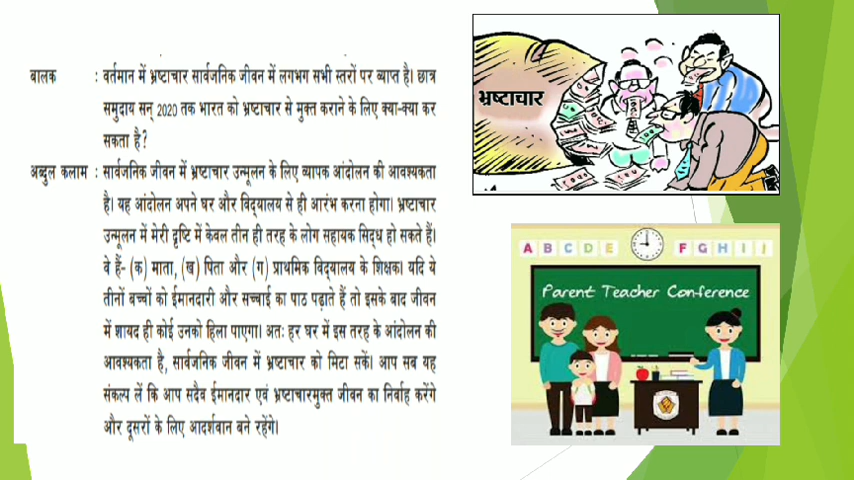 बालक : वर्तमान में भ्रष्टाचार सार्वजनिक जीवन में लगभग सभी स्तरों पर व्याप्त है। छात्र
समुदाय सन् 2020 तक भारत को भ्रष्टाचार से मुक्त कराने के लिए क्या-क्या कर
सकता है?
अब्दुल कलाम : सार्वजनिक जीवन में भ्रष्टाचार उन्मूलन के लिए व्यापक आंदोलन की आवश्यकता
है। यह आंदोलन अपने घर और विद्यालय से ही आरंभ करना होगा। भ्रष्टाचार
उन्मूलन में मेरी दृष्टि में केवल तीन ही तरह के लोग सहायक सिद्ध हो सकते हैं।
वे हैं- (क) माता, (ख) पिता और (ग) प्राथमिक विद्यालय के शिक्षक। यदि ये
तीनों बच्चों को ईमानदारी और सच्चाई का पाठ पढ़ाते हैं तो इसके बाद जीवन
में शायद ही कोई उनको हिला पाएगा। अतः हर घर में इस तरह के आंदोलन की
आवश्यकता है, सार्वजनिक जीवन में भ्रष्टाचार को मिटा सकें। आप सब यह
संकल्प लें कि आप सदैव ईमानदार एवं भ्रष्टाचारमुक्त जीवन का निर्वाह करेंगे
और दूसरों के लिए आदर्शवान बने रहेंगे।
भ्रष्टाचार
A B C D E F G H I J
Parent Teacher Conference